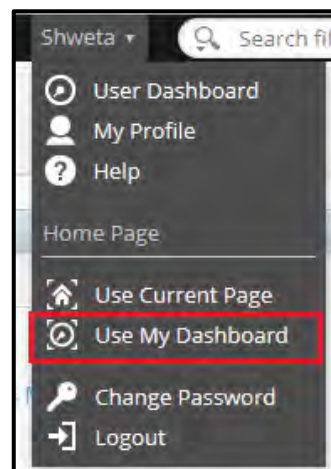 Shweta
Search fi
User Dashboard
My Profile
Help
Home Page
Use Current Page
Use My Dashboard
Change Password
Logout